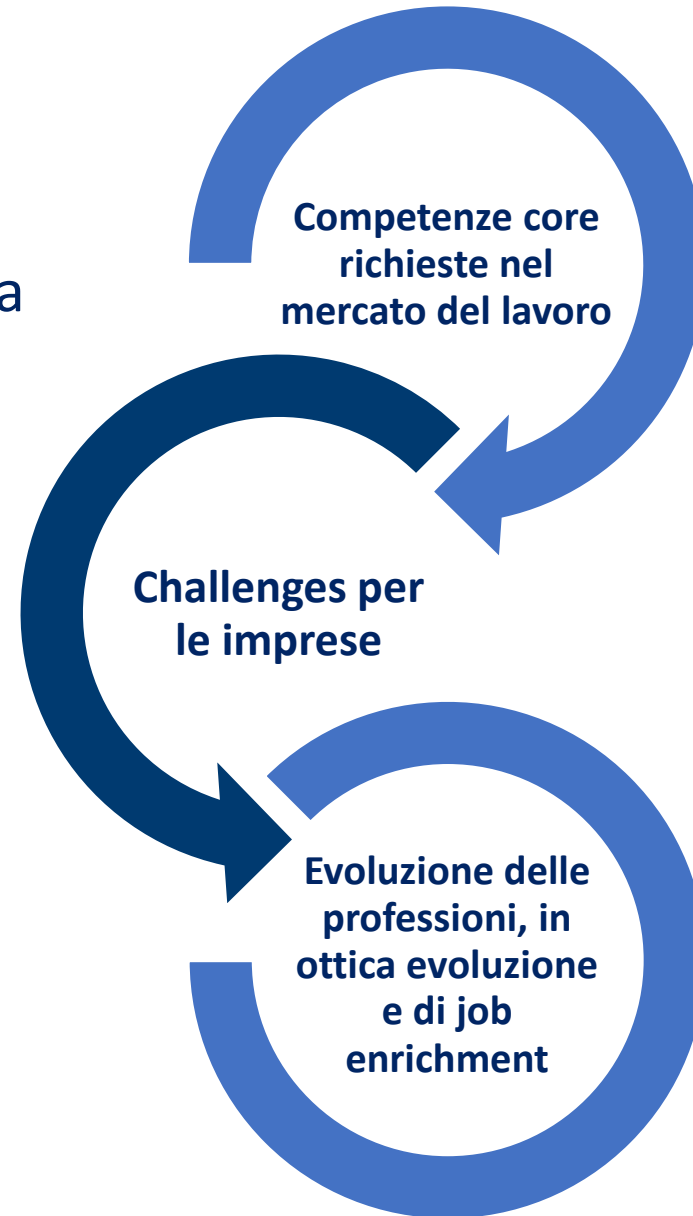 Competenze core
richieste nel
mercato del lavoro
a
Challenges per
le imprese
Evoluzione delle
professioni, in
ottica evoluzione
e di job
enrichment